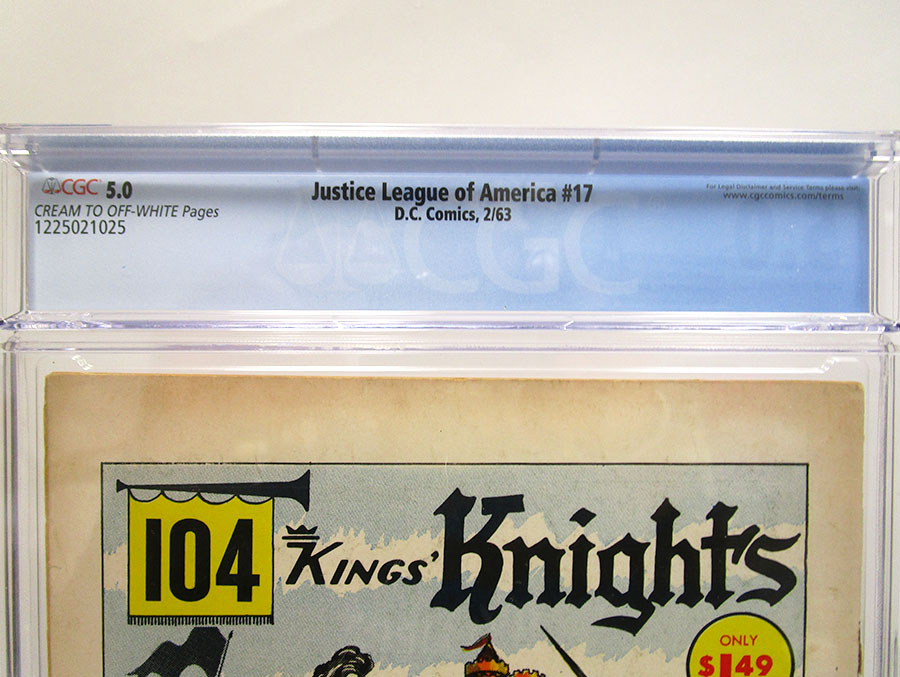 CGC 5.0
CREAM TO OFF-WHITE Pages
1225021025
Justice League of America #17
D.C. Comics, 2/63
For Legal Disclaimer and Service Terms please visit:
www.cgccomics.com/terms
CGC
104
KINGS' Knights
ONLY
$1.49